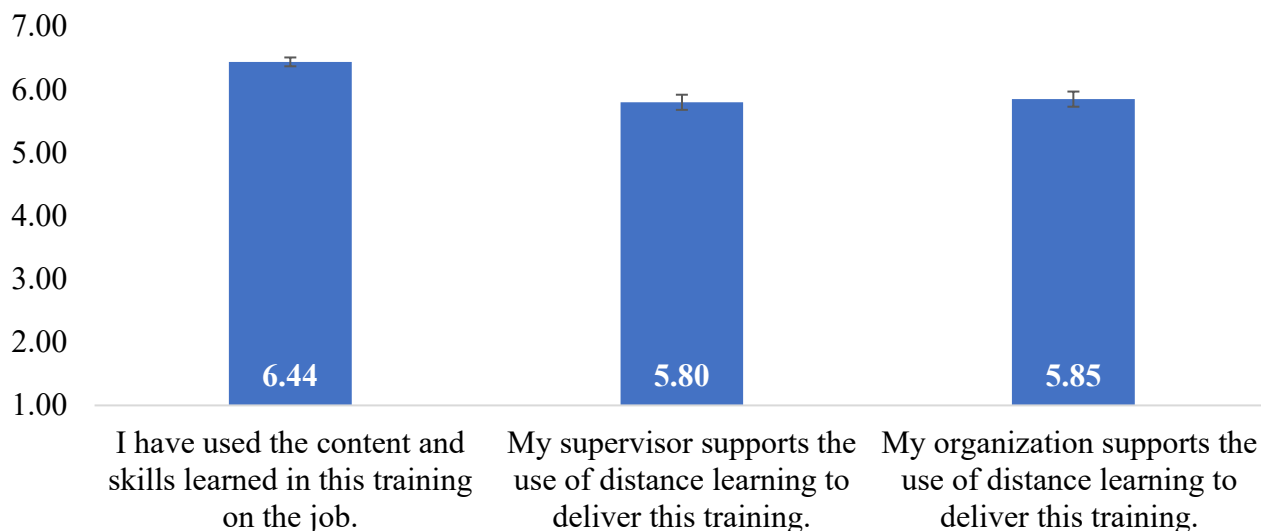 7.00
6.00
5.00
4.00
3.00
2.00
1.00
6.44
5.80
5.85
I have used the content and
skills learned in this training
on the job.
My supervisor supports the
use of distance learning to
deliver this training.
My organization supports the
use of distance learning to
deliver this training.